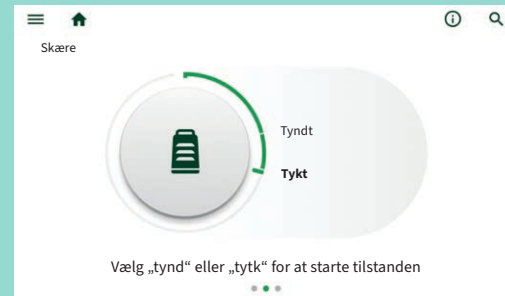 Skære
Tyndt
Tykt
Vælg „tynd“ eller „tytk“ for at starte tilstanden